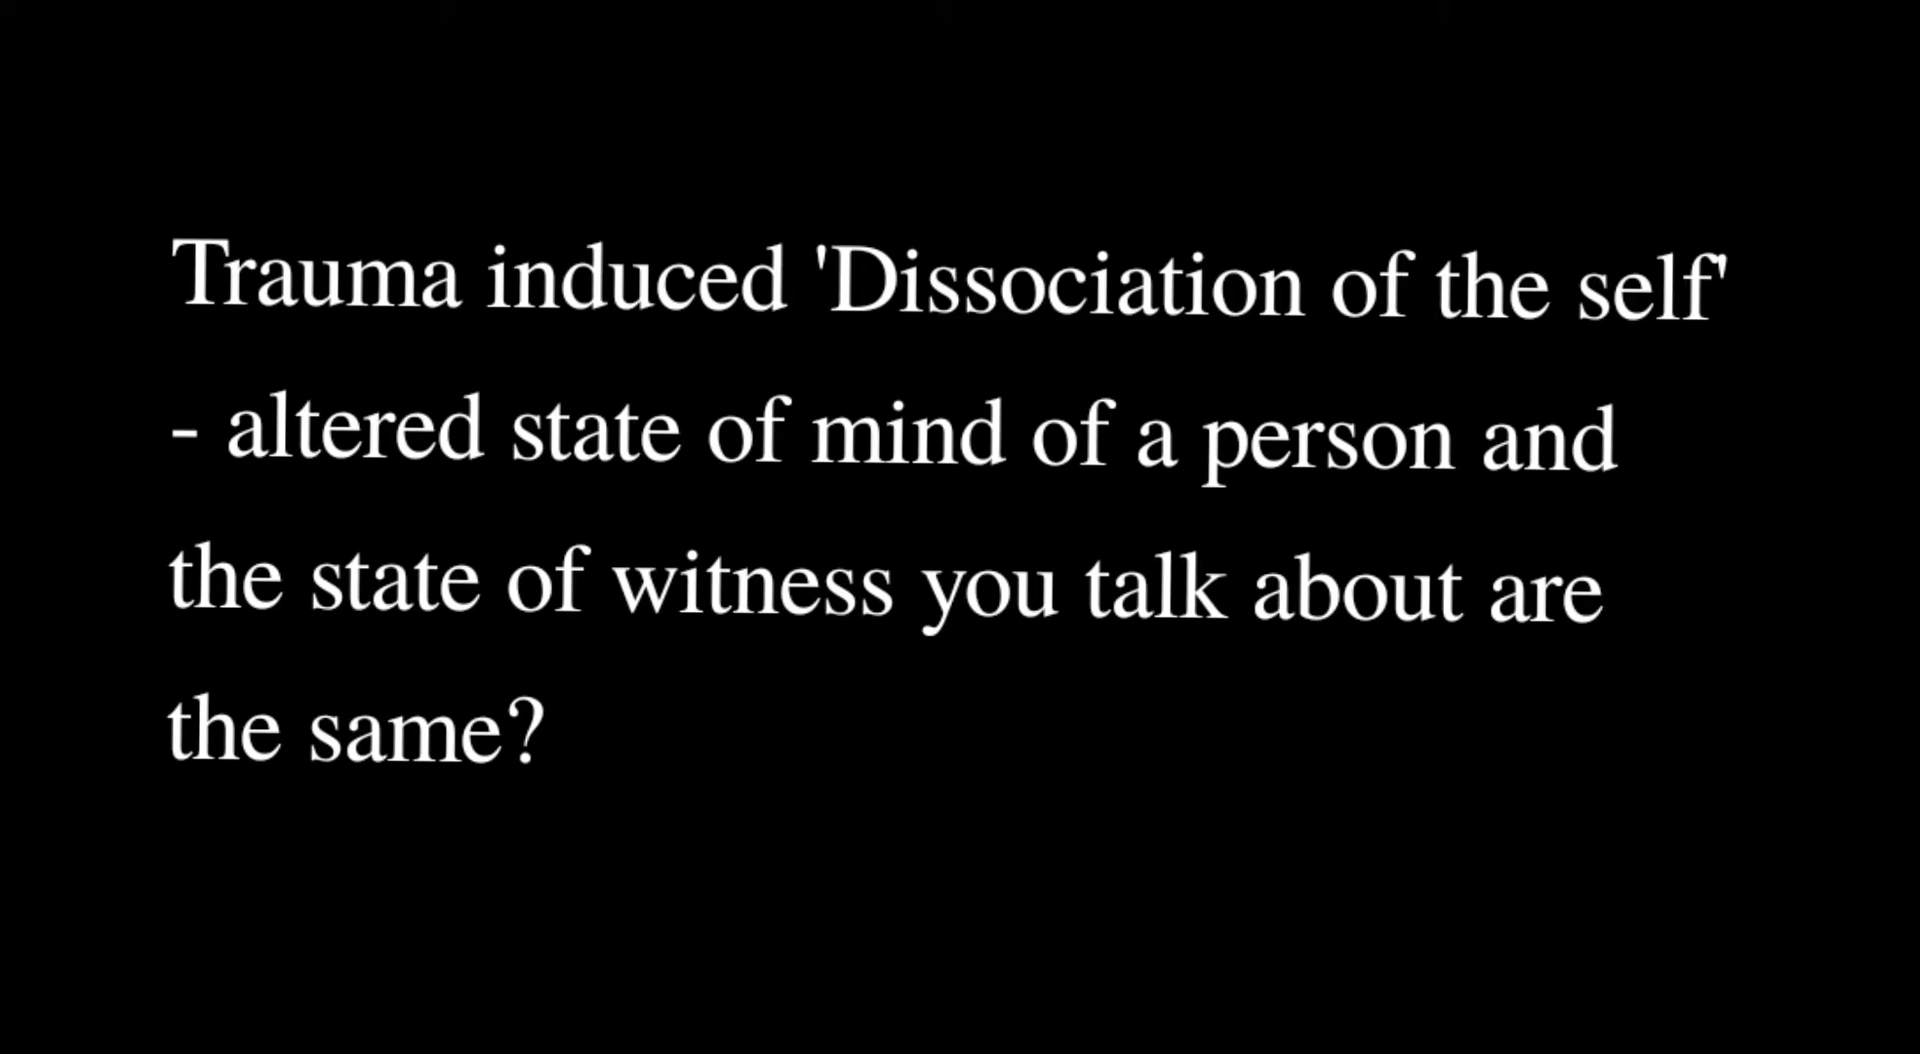 Trauma induced 'Dissociation of the self'
- altered state of mind of a person and
the state of witness you talk about are
the same?